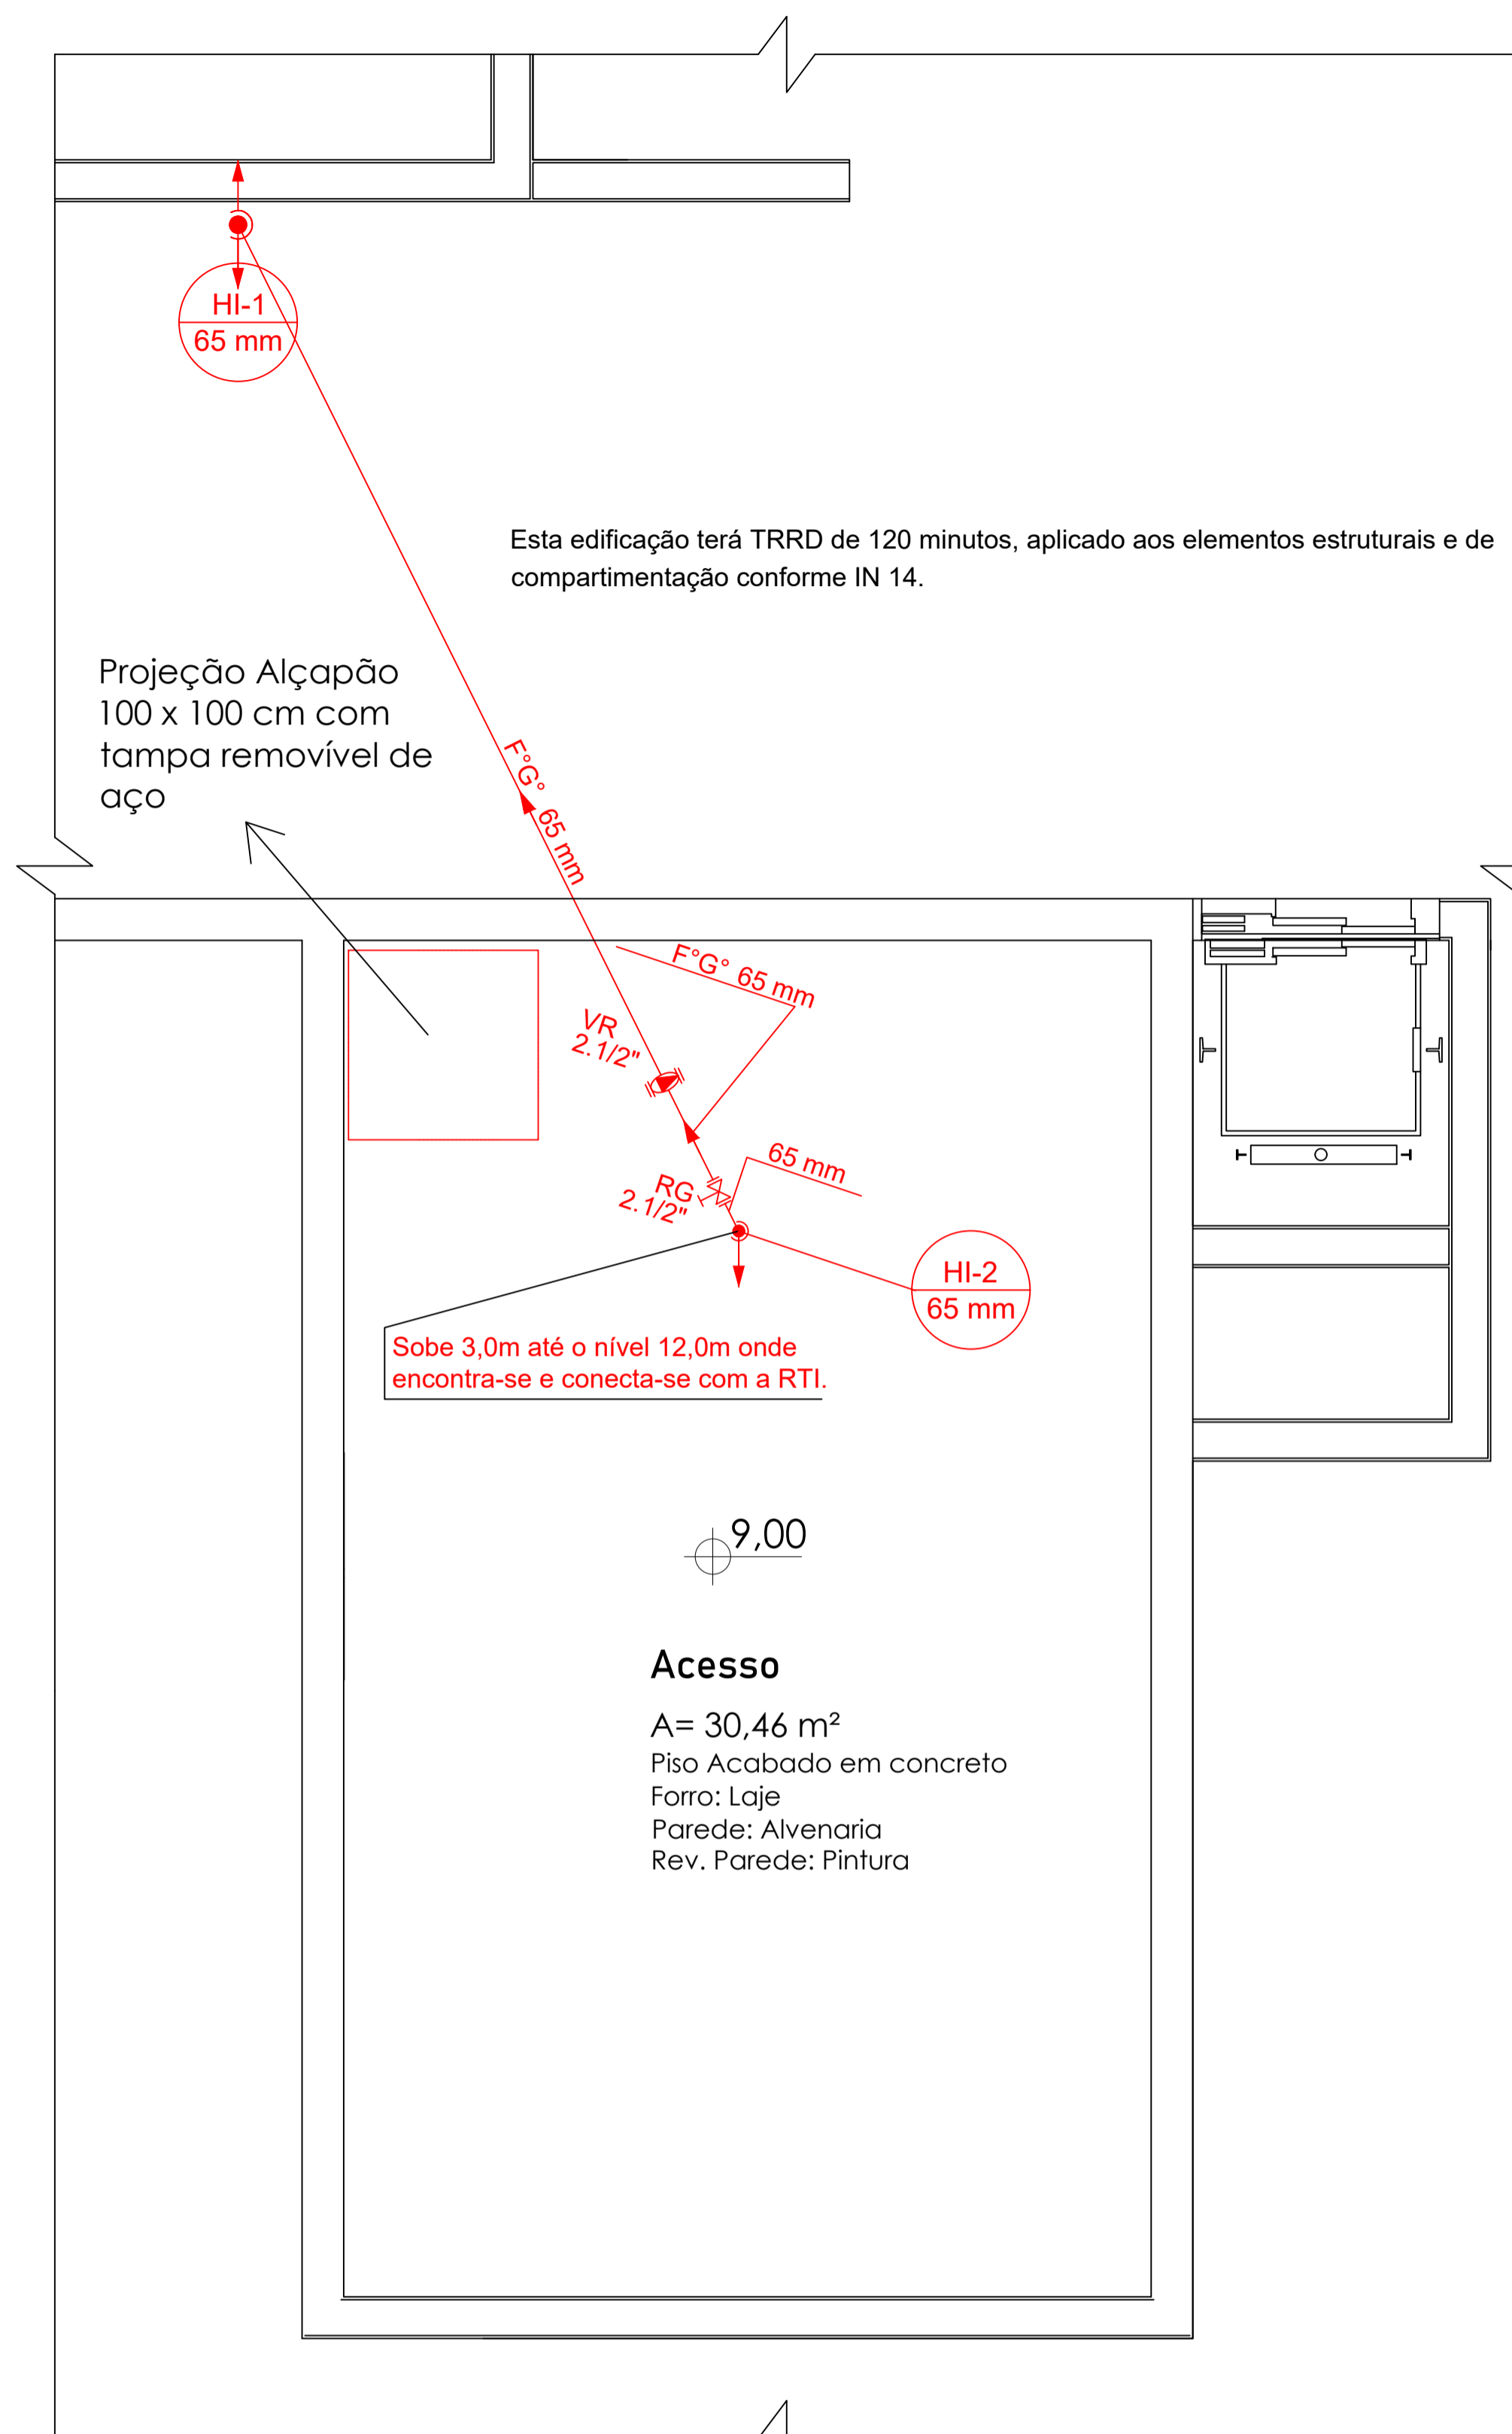 HI-1
65 mm
Esta edificação terá TRRD de 120 minutos, aplicado aos elementos estruturais e de
compartimentação conforme IN 14.
Projeção Alçapão
100 x 100 cm com
tampa removível de
aço
F°G° 65 mm
F°G° 65 mm
VR
2.1/2"
65 mm
RG
2.1/2"
HI-2
65 mm
Sobe 3,0m até o nível 12,0m onde
encontra-se e conecta-se com a RTI.
9,00
Acesso
A= 30,46 m²
Piso Acabado em concreto
Forro: Laje
Parede: Alvenaria
Rev. Parede: Pintura